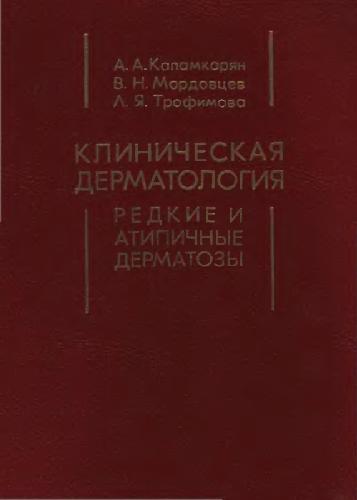 А. А. Каламкарян
В. Н. Мордовцев
Л. Я. Трофимова
КЛИНИЧЕСКАЯ
ДЕРМАТОЛОГИЯ
РЕДКИЕ И
АТИПИЧНЫЕ
ДЕРМАТОЗЫ